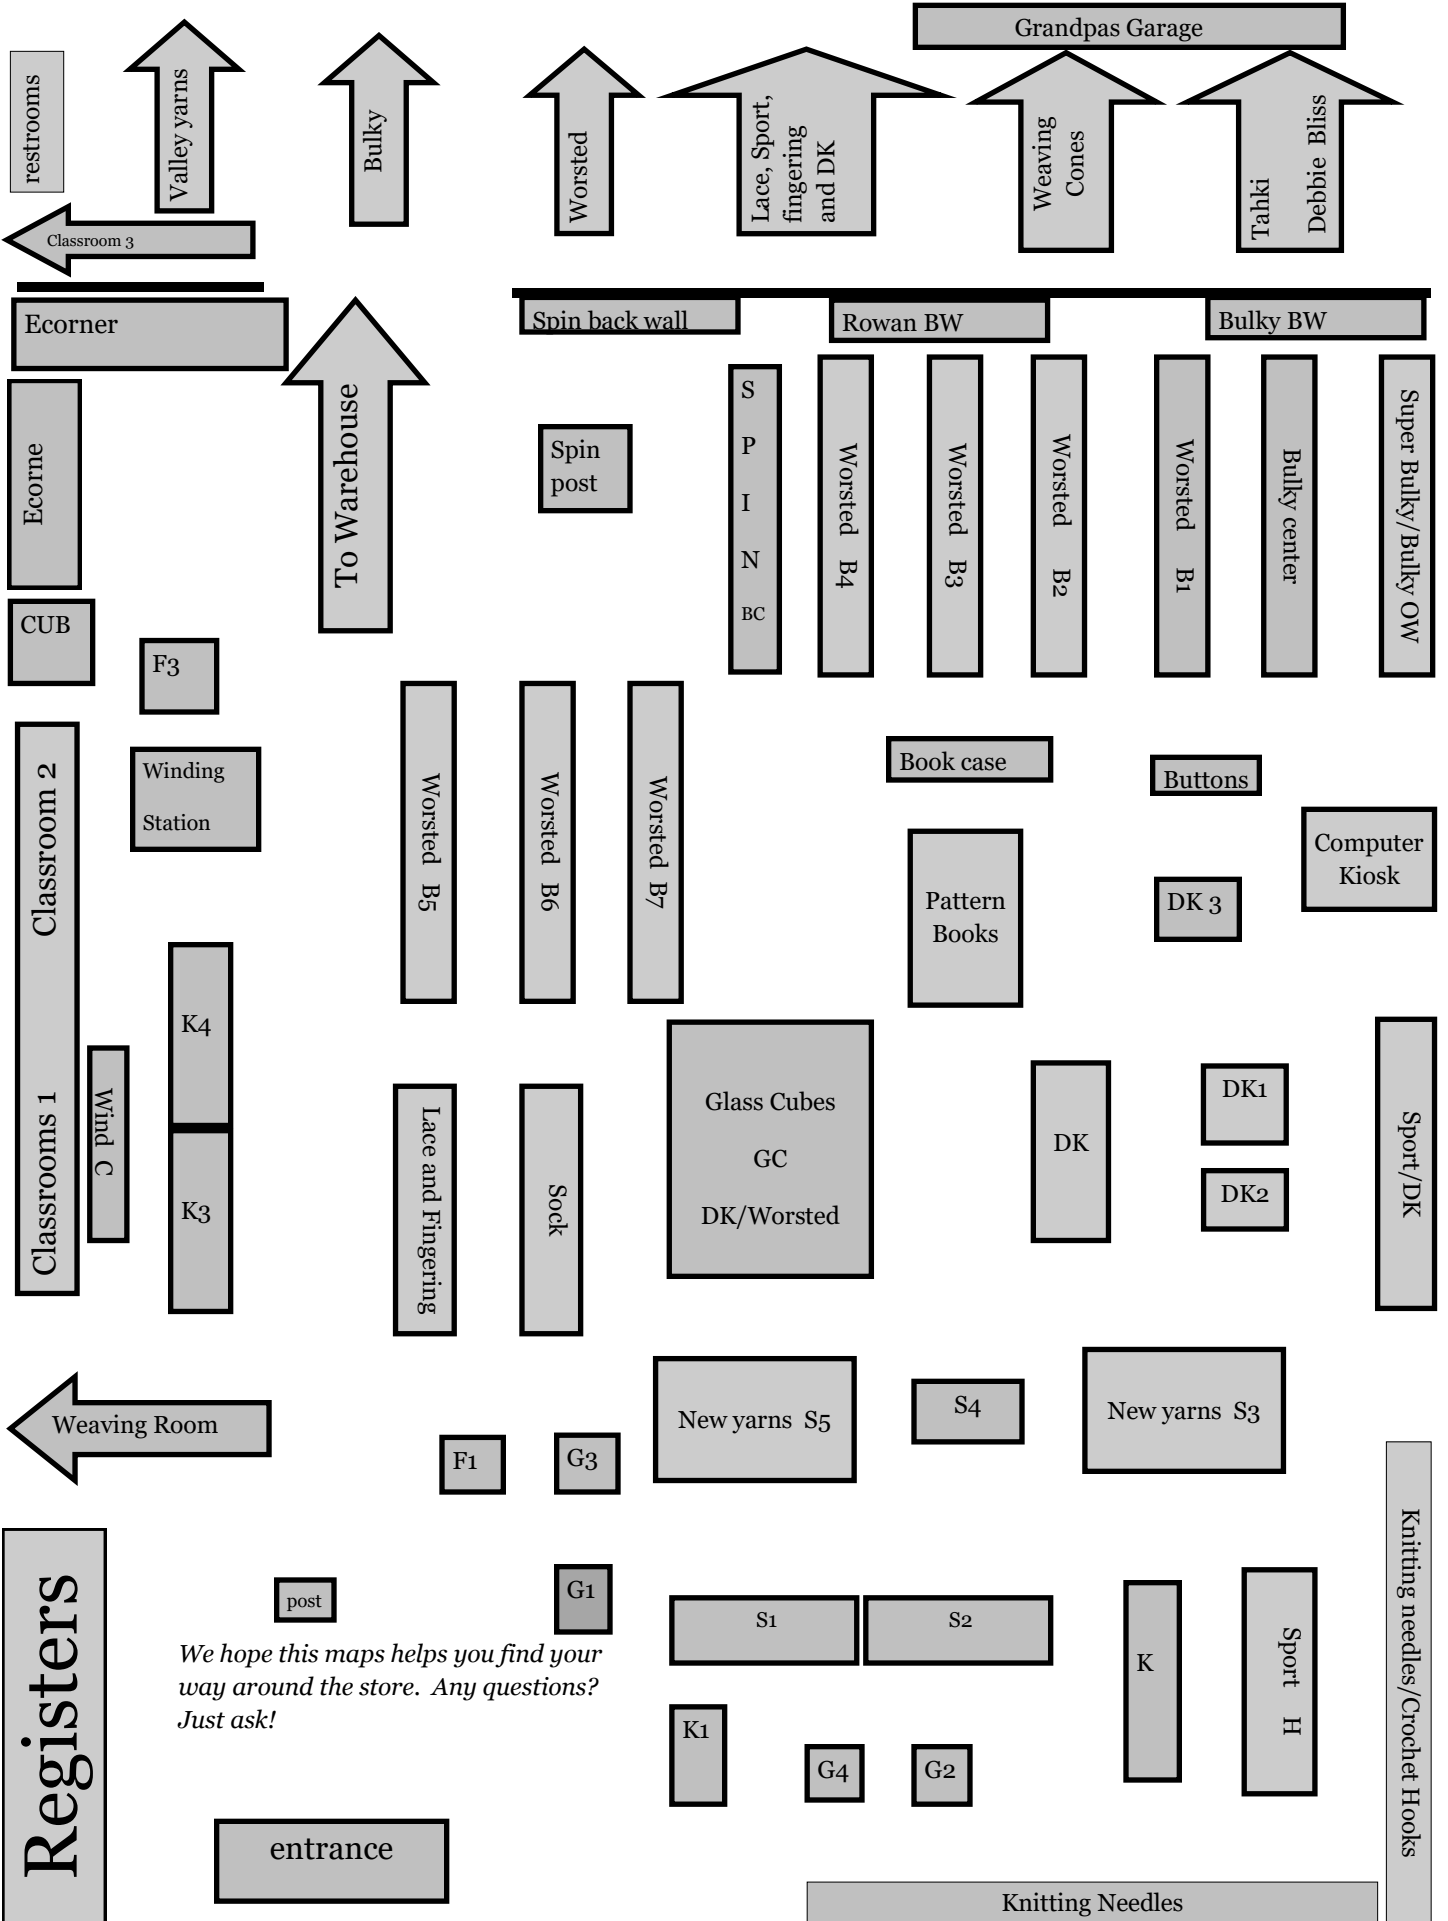 Grandpas Garage
restrooms
Valley yarns
Bulky
Worsted
Lace, Sport,
fingering
and DK
Weaving
Cones
Tahki
Debbie Bliss
Classroom 3
Ecorner
To Warehouse
Spin back wall
Rowan BW
Bulky BW
Ecorne
Spin
post
S
P
I
N
BC
Worsted B4
Worsted B3
Worsted B2
Worsted B1
Bulky center
Super Bulky/Bulky OW
CUB
F3
Winding
Station
Classroom 2
Classrooms 1
Worsted B5
Worsted B6
Worsted B7
Book case
Buttons
Computer
Kiosk
Pattern
Books
DK 3
K4
K3
Wind C
Lace and Fingering
Sock
Glass Cubes
GC
DK/Worsted
DK
DK1
DK2
Sport/DK
Weaving Room
F1
G3
New yarns S5
S4
New yarns S3
Registers
post
G1
We hope this maps helps you find your
way around the store. Any questions?
Just ask!
S1
S2
K
Sport H
Knitting needles/Crochet Hooks
K1
G4
G2
entrance
Knitting Needles